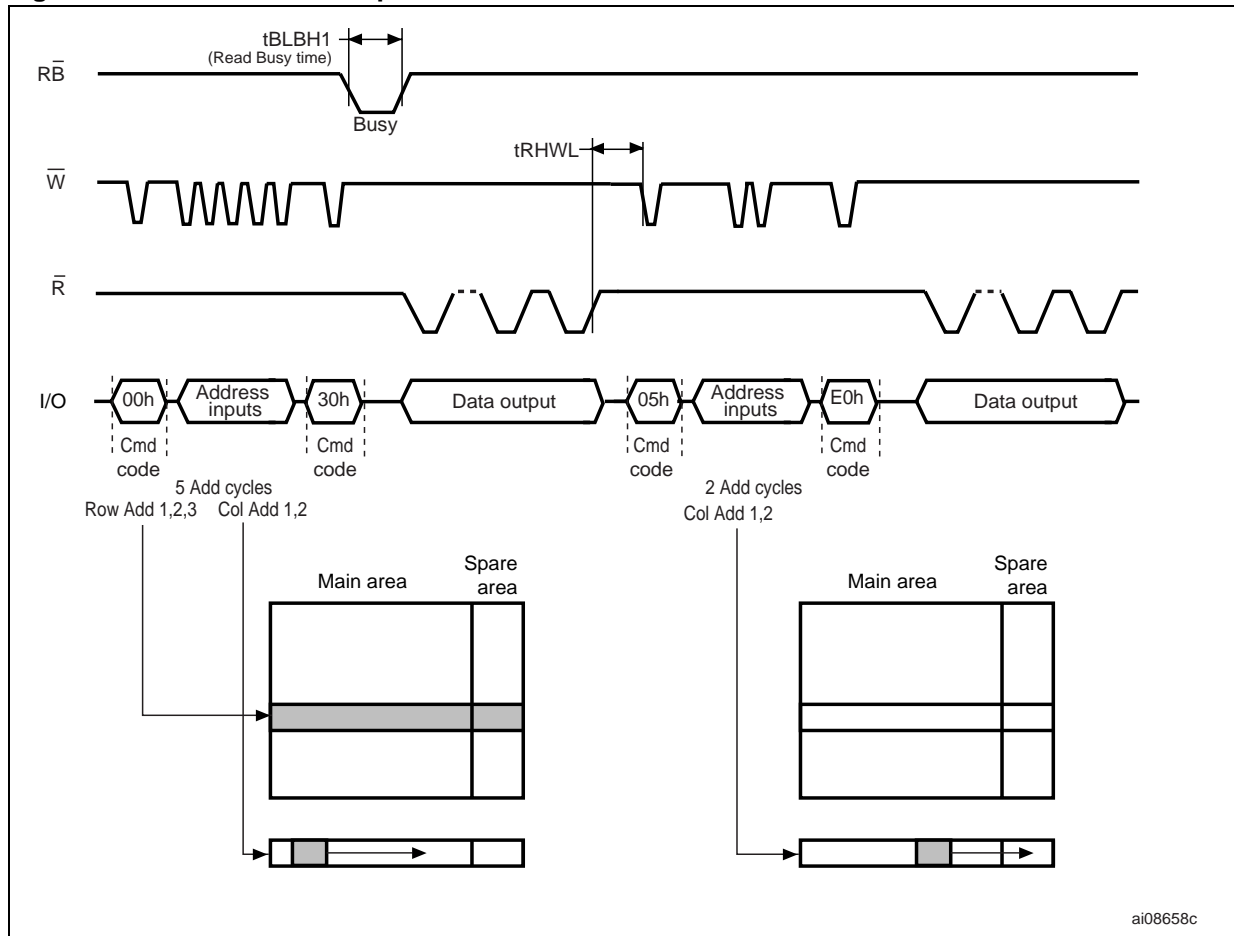 tBLBH1
(Read Busy time)
RB̅
Busy
tRHWL
W̅
R̅
I/O
00h
Address
inputs
30h
Data output
05h
Address
inputs
E0h
Data output
Cmd
code
Cmd
code
Cmd
code
Cmd
code
5 Add cycles
Row Add 1,2,3
Col Add 1,2
2 Add cycles
Col Add 1,2
Main area
Spare
area
Main area
Spare
area
ai08658c